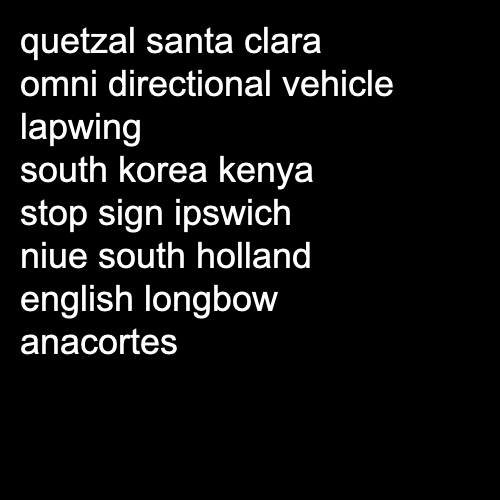 quetzal santa clara
omni directional vehicle
lapwing
south korea kenya
stop sign ipswich
niue south holland
english longbow
anacortes